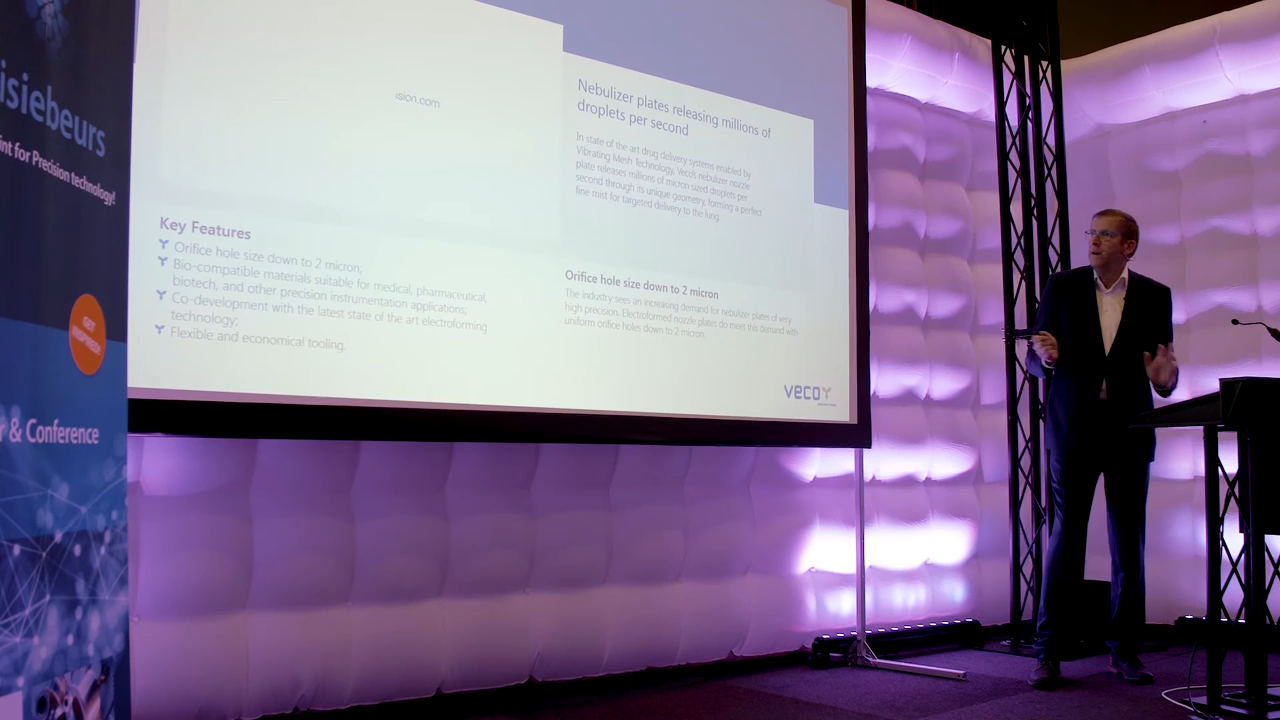 isiebeurs
int for Precision technology!
GET
INSPIRED
r & Conference
ision.com
Key Features
Orifice hole size down to 2 micron;
Bio-compatible materials suitable for medical, pharmaceutical,
biotech, and other precision instrumentation applications;
Co-development with the latest state of the art electroforming
technology;
Flexible and economical tooling.
Nebulizer plates releasing millions of
droplets per second
In state of the art drug delivery systems enabled by
Vibrating Mesh Technology, Veco's nebulizer nozzle
plate releases millions of micron sized droplets per
second through its unique geometry, forming a perfect
fine mist for targeted delivery to the lung.
Orifice hole size down to 2 micron
The industry sees an increasing demand for nebulizer plates of very
high precision. Electroformed nozzle plates do meet this demand with
uniform orifice holes down to 2 micron.
veco